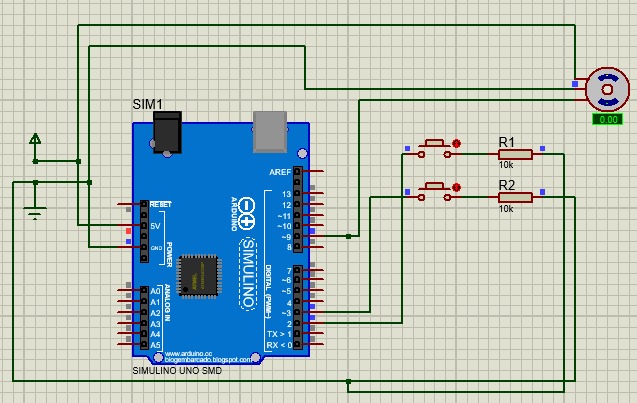 SIM1
0.00
R1
10k
R2
10k
AREF
13
12
~11
~10
~9
8
RESET
5V
GND
POWER
ARDUINO
SIMULINO
DIGITAL (PWM~)
7
~6
~5
4
~3
2
TX > 1
RX < 0
ANALOG IN
A0
A1
A2
A3
A4
A5
www.arduino.cc
blogembarcado.blogspot.com
SIMULINO UNO SMD